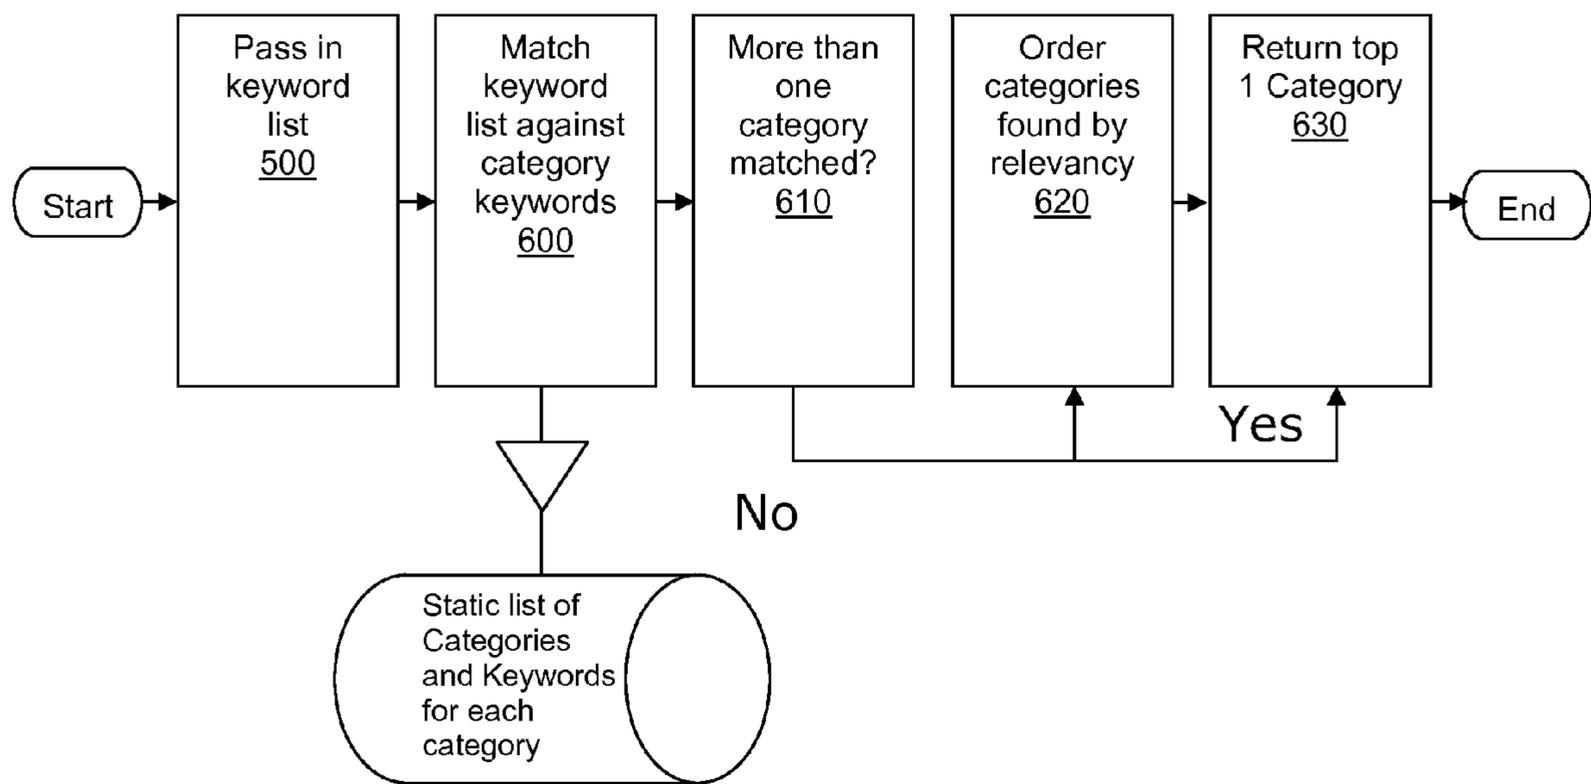 Start
Pass in
keyword
list
500
Match
keyword
list against
category
keywords
600
More than
one
category
matched?
610
Order
categories
found by
relevancy
620
Return top
1 Category
630
End
Yes
No
Static list of
Categories
and Keywords
for each
category